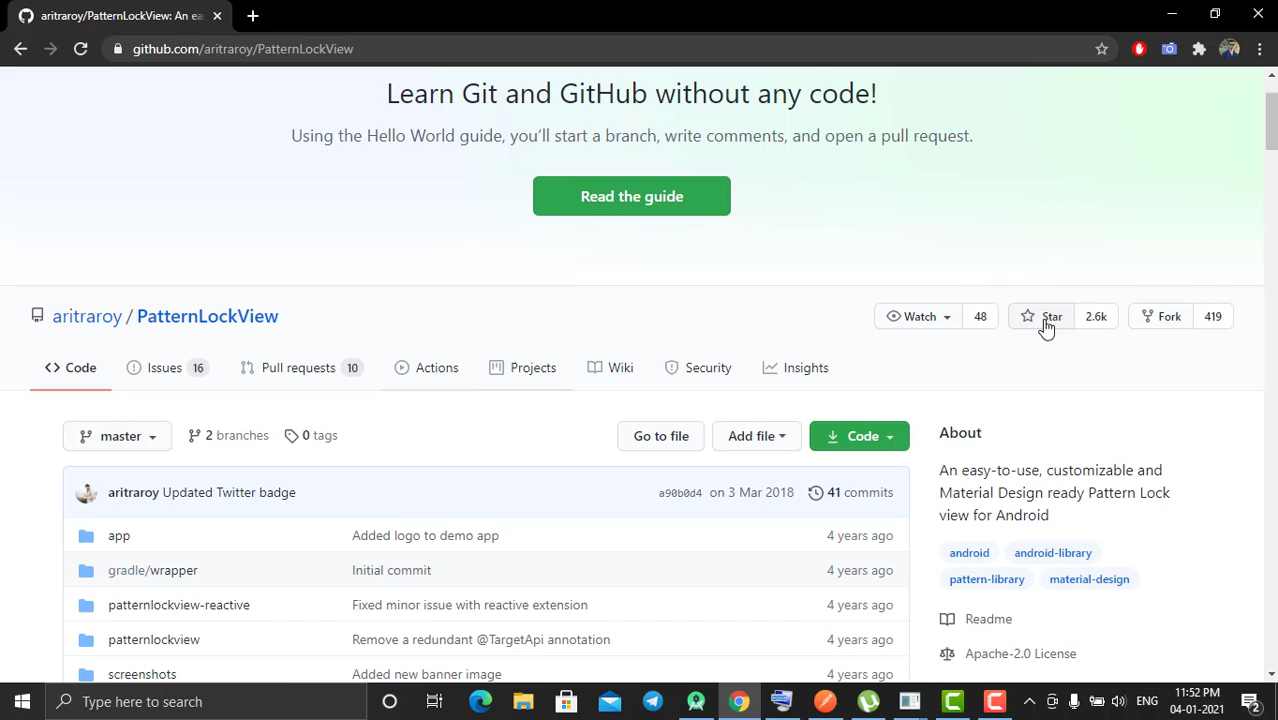 aritraroy/PatternLockView: An eas
github.com/aritraroy/PatternLockView
Learn Git and GitHub without any code!
Using the Hello World guide, you'll start a branch, write comments, and open a pull request.
Read the guide
aritraroy / PatternLockView
Watch 48 Star 2.6k Fork 419
Code Issues 16 Pull requests 10 Actions Projects Wiki Security Insights
master 2 branches 0 tags Go to file Add file Code
About
An easy-to-use, customizable and
Material Design ready Pattern Lock
view for Android
aritraroy Updated Twitter badge a90b0d4 on 3 Mar 2018 41 commits
app Added logo to demo app 4 years ago
android android-library
gradle/wrapper Initial commit 4 years ago
pattern-library material-design
patternlockview-reactive Fixed minor issue with reactive extension 4 years ago
Readme
patternlockview Remove a redundant @TargetApi annotation 4 years ago
Apache-2.0 License
screenshots Added new banner image 4 years ago
Type here to search
ENG
11:52 PM
04-01-2021
2